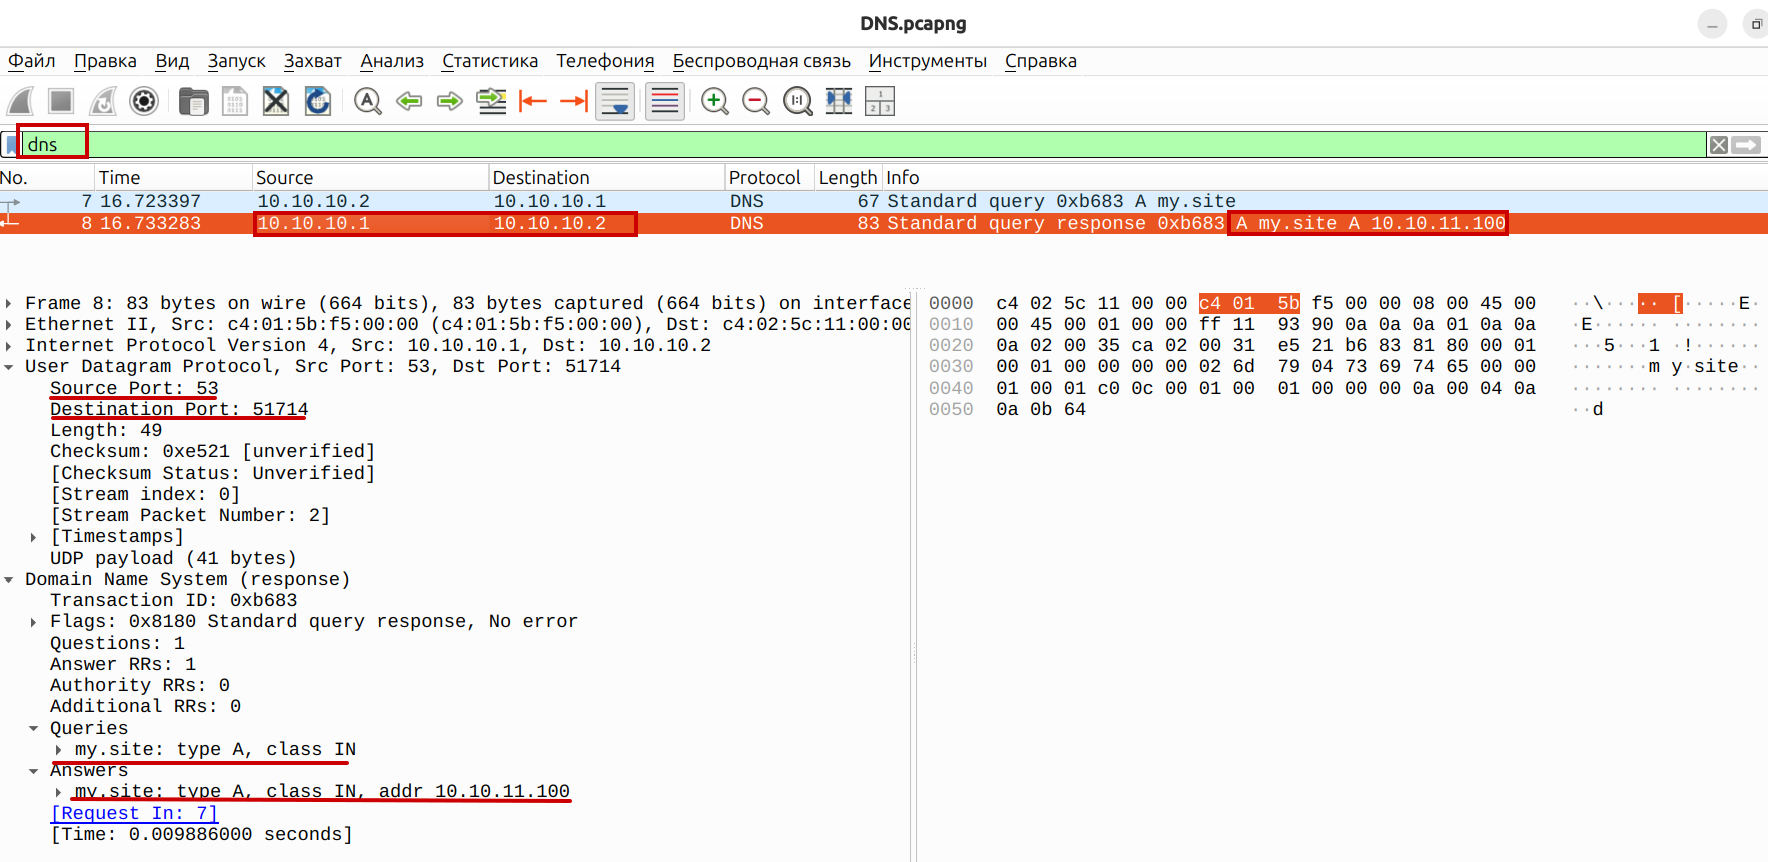 DNS.pcapng
Файл Правка Вид Запуск Захват Анализ Статистика Телефония Беспроводная связь Инструменты Справка
dns
No. Time Source Destination Protocol Length Info
7 16.723397 10.10.10.2 10.10.10.1 DNS 67 Standard query 0xb683 A my.site
8 16.733283 10.10.10.1 10.10.10.2 DNS 83 Standard query response 0xb683 A my.site A 10.10.11.100
Frame 8: 83 bytes on wire (664 bits), 83 bytes captured (664 bits) on interface
Ethernet II, Src: c4:01:5b:f5:00:00 (c4:01:5b:f5:00:00), Dst: c4:02:5c:11:00:00
Internet Protocol Version 4, Src: 10.10.10.1, Dst: 10.10.10.2
User Datagram Protocol, Src Port: 53, Dst Port: 51714
Source Port: 53
Destination Port: 51714
Length: 49
Checksum: 0xe521 [unverified]
[Checksum Status: Unverified]
[Stream index: 0]
[Stream Packet Number: 2]
[Timestamps]
UDP payload (41 bytes)
Domain Name System (response)
Transaction ID: 0xb683
Flags: 0x8180 Standard query response, No error
Questions: 1
Answer RRs: 1
Authority RRs: 0
Additional RRs: 0
Queries
my.site: type A, class IN
Answers
my.site: type A, class IN, addr 10.10.11.100
[Request In: 7]
[Time: 0.009886000 seconds]
0000 c4 02 5c 11 00 00 c4 01 5b f5 00 00 08 00 45 00 ··\·····[·····E·
0010 00 45 00 01 00 00 ff 11 93 90 0a 0a 0a 01 0a 0a ·E··············
0020 0a 02 00 35 ca 02 00 31 e5 21 b6 83 81 80 00 01 ···5···1·!······
0030 00 01 00 00 00 00 02 6d 79 04 73 69 74 65 00 00 ·······my·site··
0040 01 00 01 c0 0c 00 01 00 01 00 00 00 0a 00 04 0a ················
0050 0a 0b 64 ··d